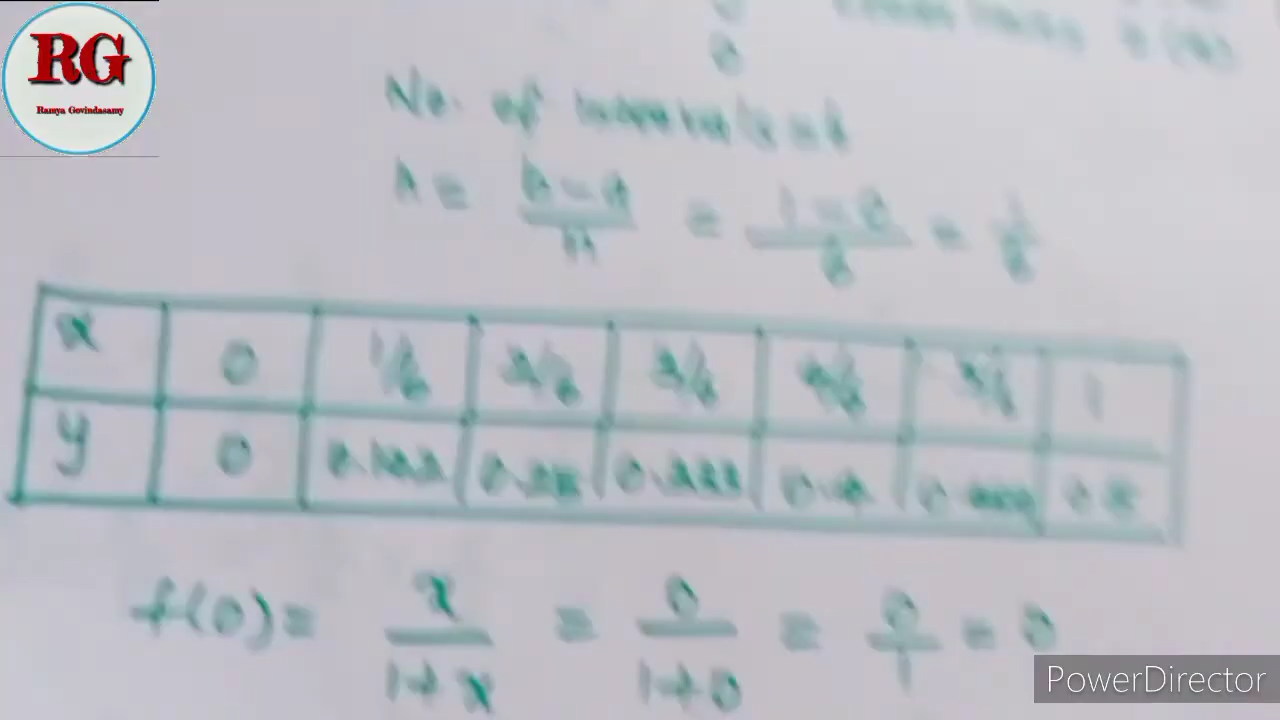 RG
Ramya Govindasamy
No. of intervals = 6
h = b-a/n = 1-0/6 = 1/6
x 0 1/6 2/6 3/6 4/6 5/6 1
y 0 0.25 0.333 0.4 0.5
f(0) = x/1+x = 0/1+0 = 0/1 = 0
PowerDirector